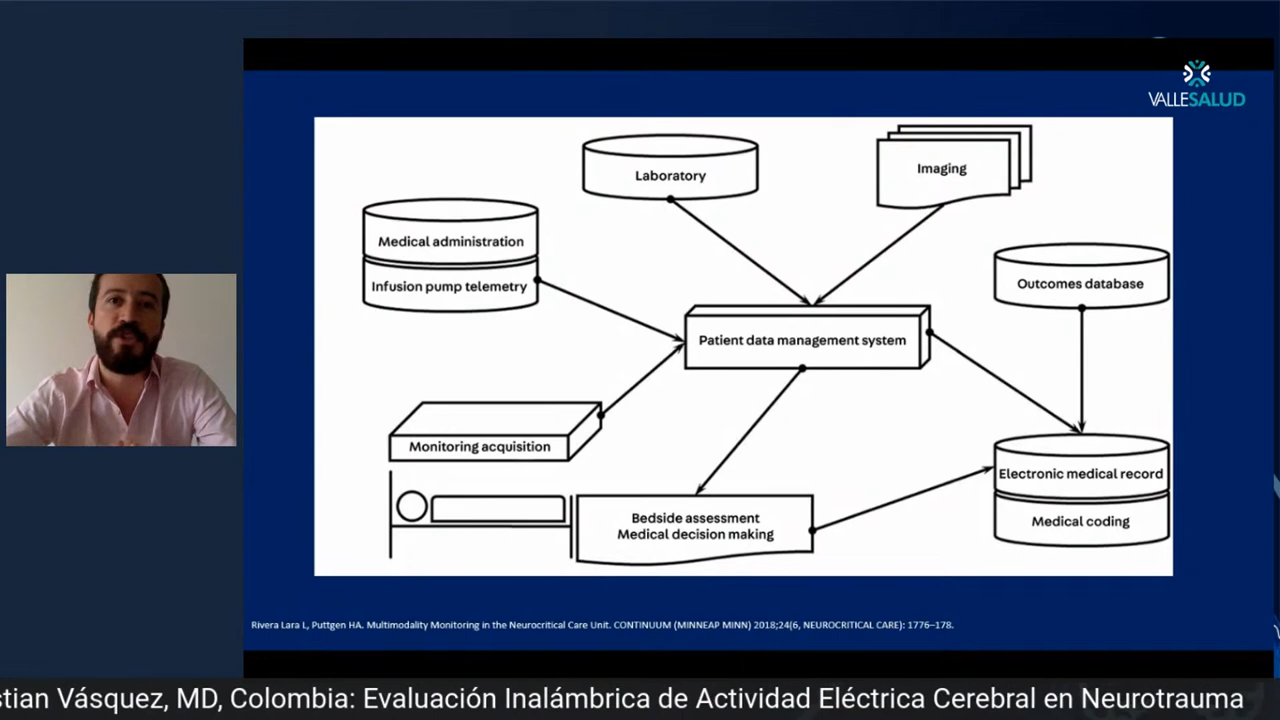 VALLESALUD
Laboratory
Imaging
Medical administration
Infusion pump telemetry
Outcomes database
Patient data management system
Monitoring acquisition
Electronic medical record
Medical coding
Bedside assessment
Medical decision making
Rivera Lara L, Puttgen HA. Multimodality Monitoring in the Neurocritical Care Unit. CONTINUUM (MINNEAP MINN) 2018;24(6, NEUROCRITICAL CARE): 1776–178.
stian Vásquez, MD, Colombia: Evaluación Inalámbrica de Actividad Eléctrica Cerebral en Neurotrauma